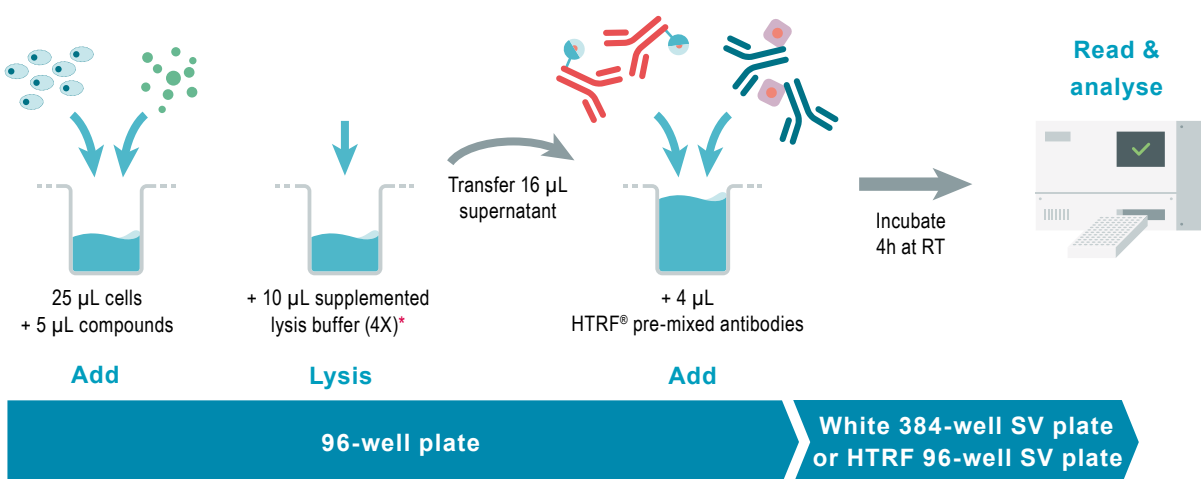 25 µL cells
+ 5 µL compounds
Add
+ 10 µL supplemented
lysis buffer (4X)*
Lysis
Transfer 16 µL
supernatant
+ 4 µL
HTRF® pre-mixed antibodies
Add
Incubate
4h at RT
Read &
analyse
96-well plate
White 384-well SV plate
or HTRF 96-well SV plate